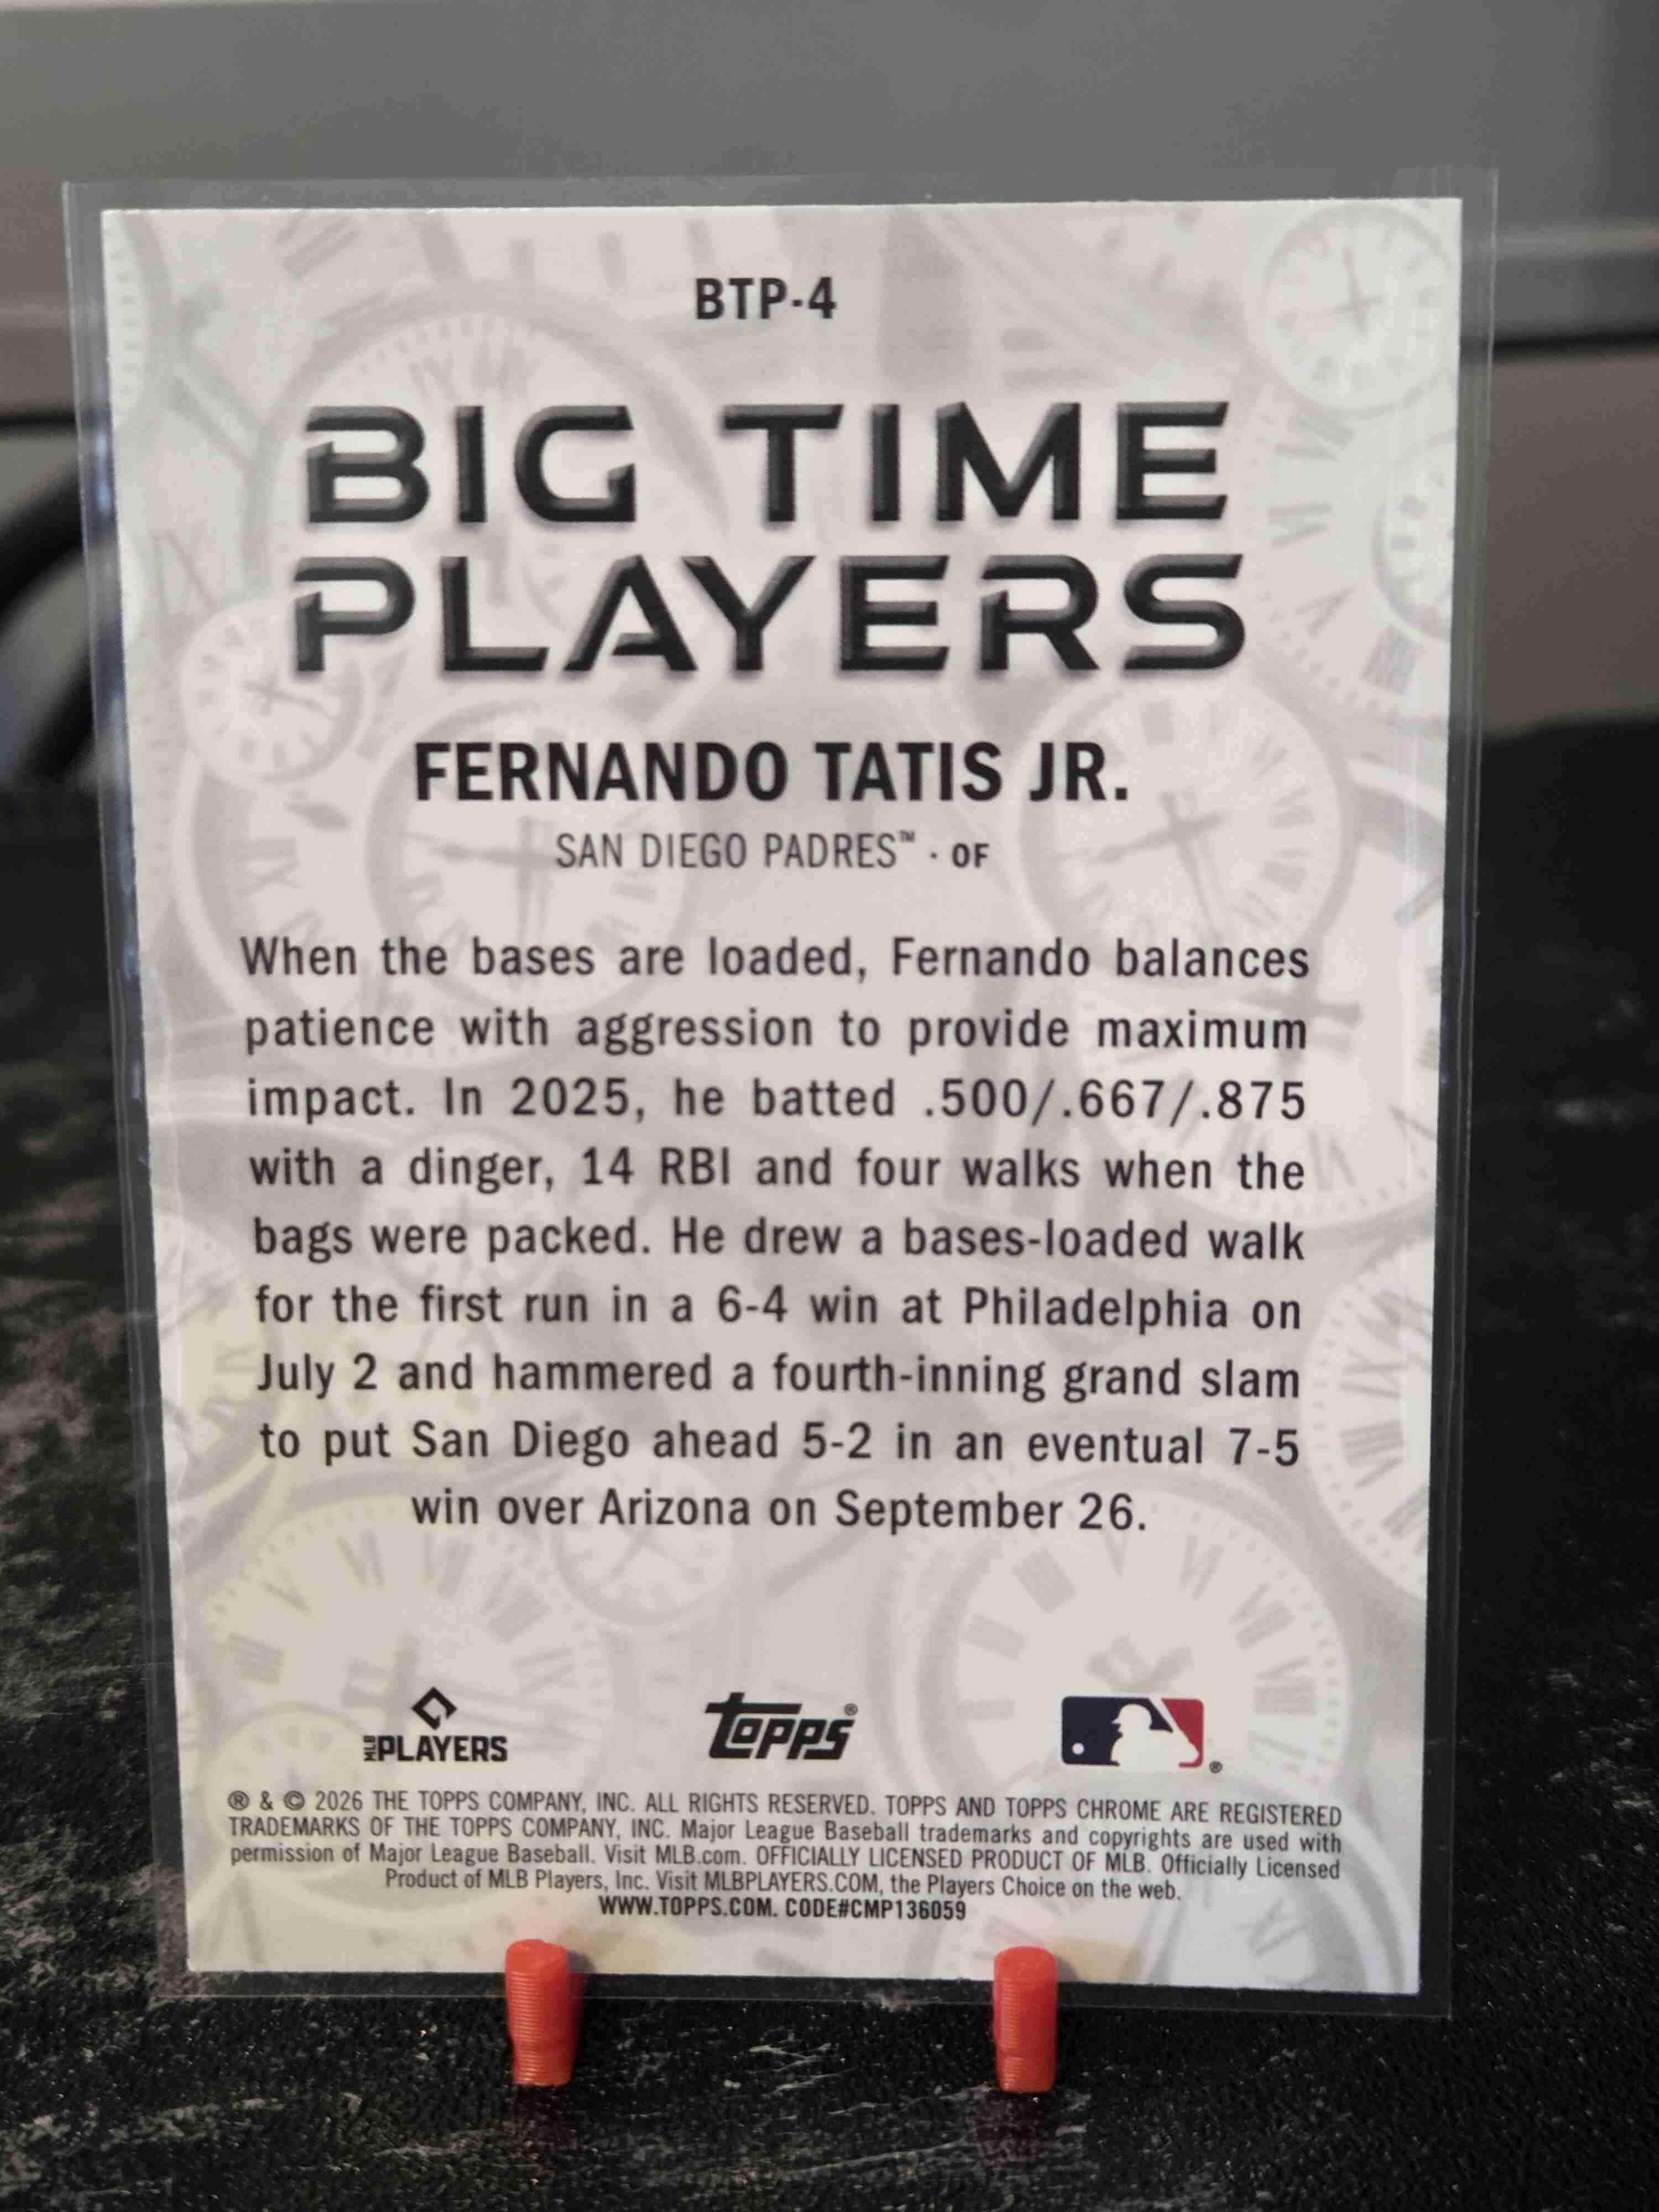 BTP-4
BIG TIME
PLAYERS
FERNANDO TATIS JR.
SAN DIEGO PADRES™ · OF
When the bases are loaded, Fernando balances
patience with aggression to provide maximum
impact. In 2025, he batted .500/.667/.875
with a dinger, 14 RBI and four walks when the
bags were packed. He drew a bases-loaded walk
for the first run in a 6-4 win at Philadelphia on
July 2 and hammered a fourth-inning grand slam
to put San Diego ahead 5-2 in an eventual 7-5
win over Arizona on September 26.
MLB PLAYERS
Topps®
®
® & © 2026 THE TOPPS COMPANY, INC. ALL RIGHTS RESERVED. TOPPS AND TOPPS CHROME ARE REGISTERED
TRADEMARKS OF THE TOPPS COMPANY, INC. Major League Baseball trademarks and copyrights are used with
permission of Major League Baseball. Visit MLB.com. OFFICIALLY LICENSED PRODUCT OF MLB. Officially Licensed
Product of MLB Players, Inc. Visit MLBPLAYERS.COM, the Players Choice on the web.
WWW.TOPPS.COM. CODE#CMP136059